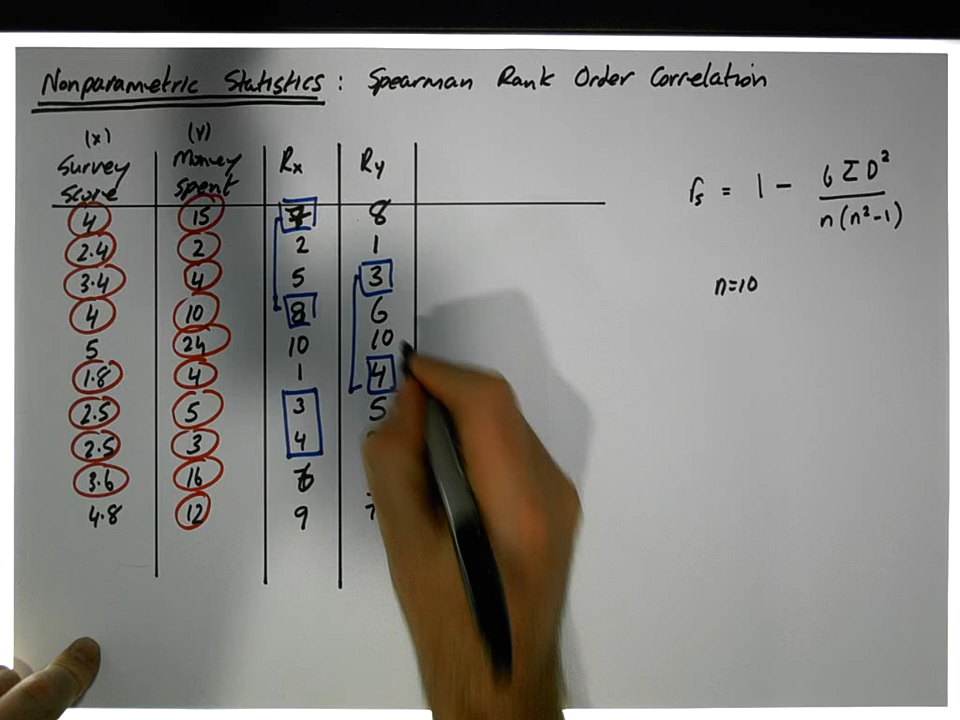 Nonparametric Statistics : Spearman Rank Order Correlation
(x) (y)
Survey score Money spent Rx Ry
4 15 7 8
2.4 2 2 1
3.4 4 5 3
4 10 8 6
5 24 10 10
1.8 4 1 4
2.5 5 3 5
2.5 3 4
3.6 16 6
4.8 12 9
rs = 1 - 6 Σ D² / n(n²-1)
n=10